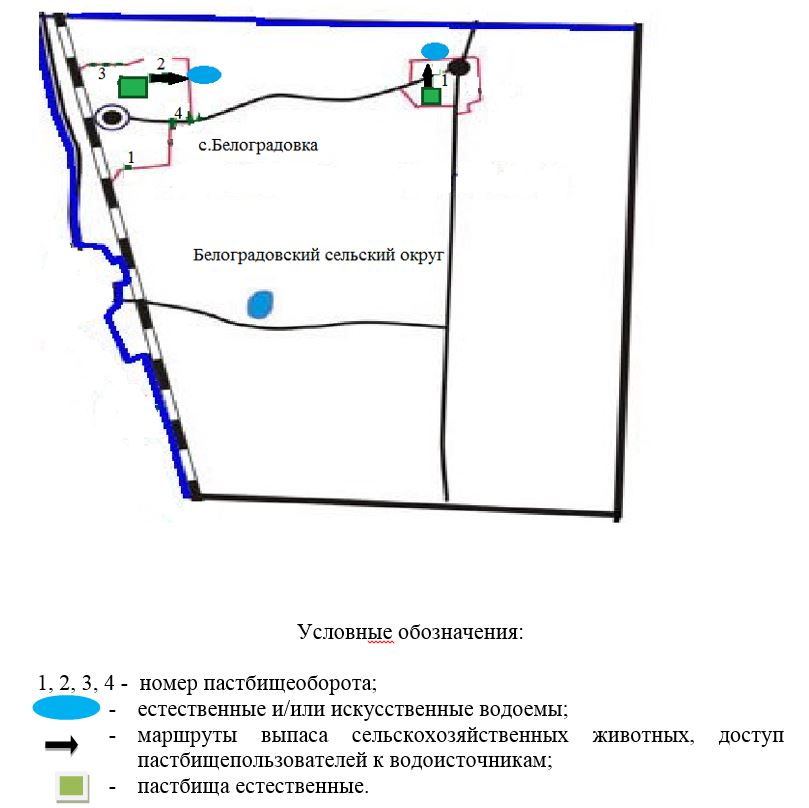 2
3
1
4
1
с.Белоградовка
Белоградовский сельский округ
Условные обозначения:
1, 2, 3, 4 - номер пастбищеоборота;
- естественные и/или искусственные водоемы;
- маршруты выпаса сельскохозяйственных животных, доступ
пастбищепользователей к водоисточникам;
- пастбища естественные.